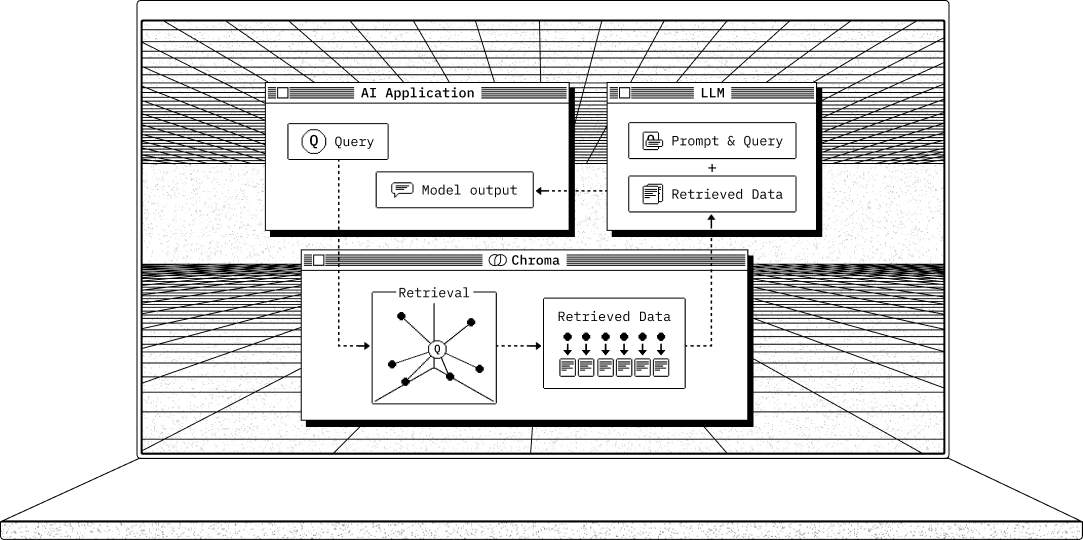 AI Application
Q Query
Model output
LLM
Prompt & Query
+
Retrieved Data
Chroma
Retrieval
Q
Retrieved Data